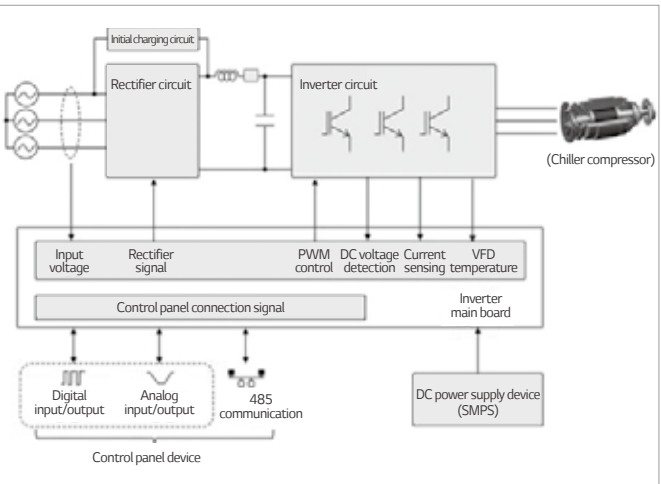 Initial charging circuit
Rectifier circuit
Inverter circuit
(Chiller compressor)
Input
voltage
Rectifier
signal
PWM
control
DC voltage
detection
Current
sensing
VFD
temperature
Control panel connection signal
Inverter
main board
Digital
input/output
Analog
input/output
485
communication
DC power supply device
(SMPS)
Control panel device